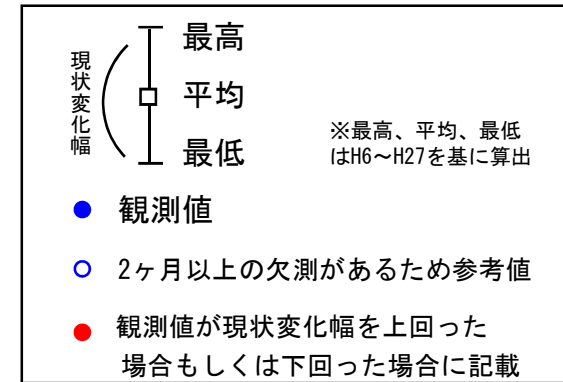 現状変化幅
最高
平均
最低
※最高、平均、最低
はH6～H27を基に算出
観測値
2ヶ月以上の欠測があるため参考値
観測値が現状変化幅を上回った
場合もしくは下回った場合に記載